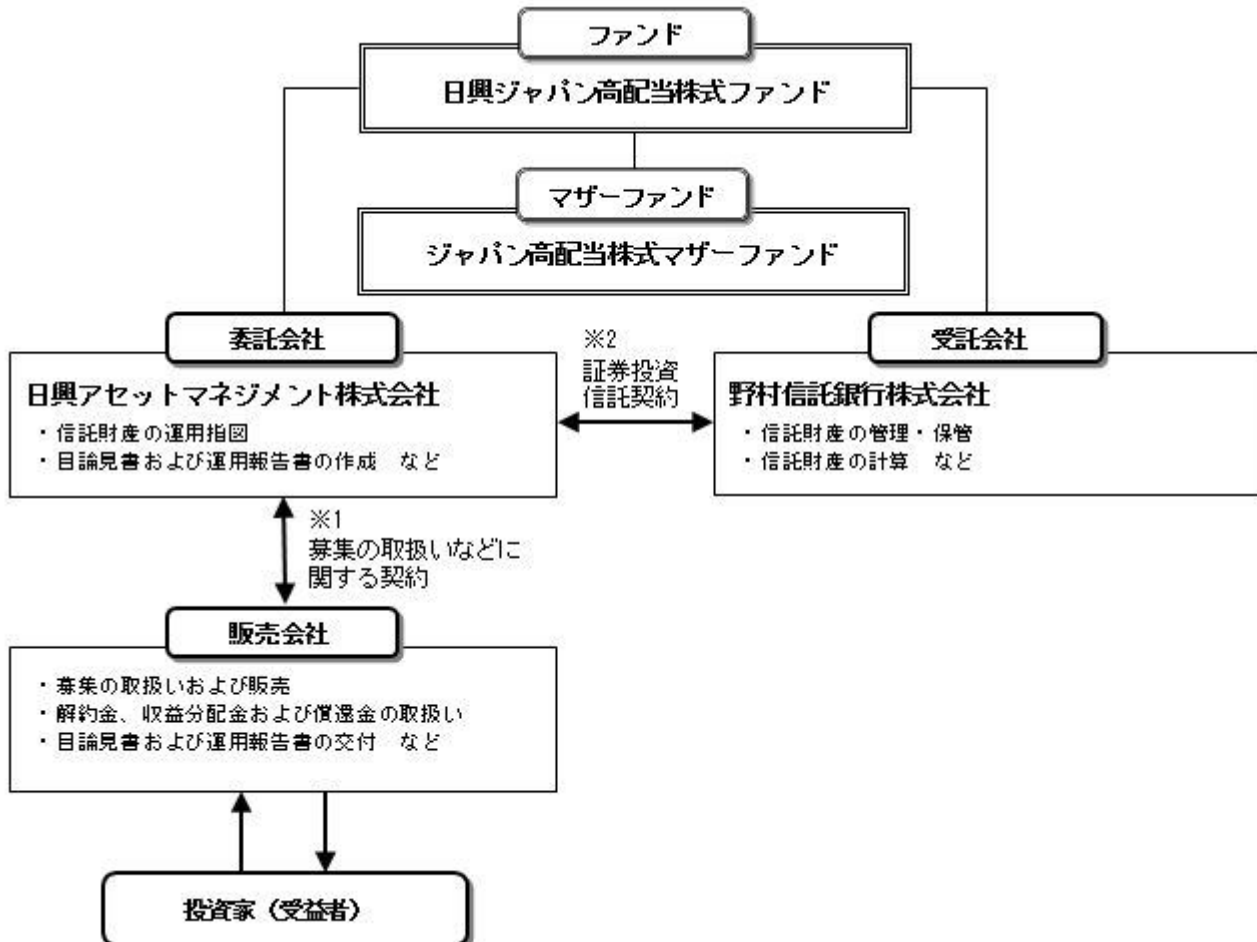 ファンド
日興ジャパン高配当株式ファンド
マザーファンド
ジャパン高配当株式マザーファンド
委託会社
日興アセットマネジメント株式会社
・信託財産の運用指図
・目論見書および運用報告書の作成 など
※2
証券投資
信託契約
受託会社
野村信託銀行株式会社
・信託財産の管理・保管
・信託財産の計算 など
※1
募集の取扱いなどに
関する契約
販売会社
・募集の取扱いおよび販売
・解約金、収益分配金および償還金の取扱い
・目論見書および運用報告書の交付 など
投資家（受益者）